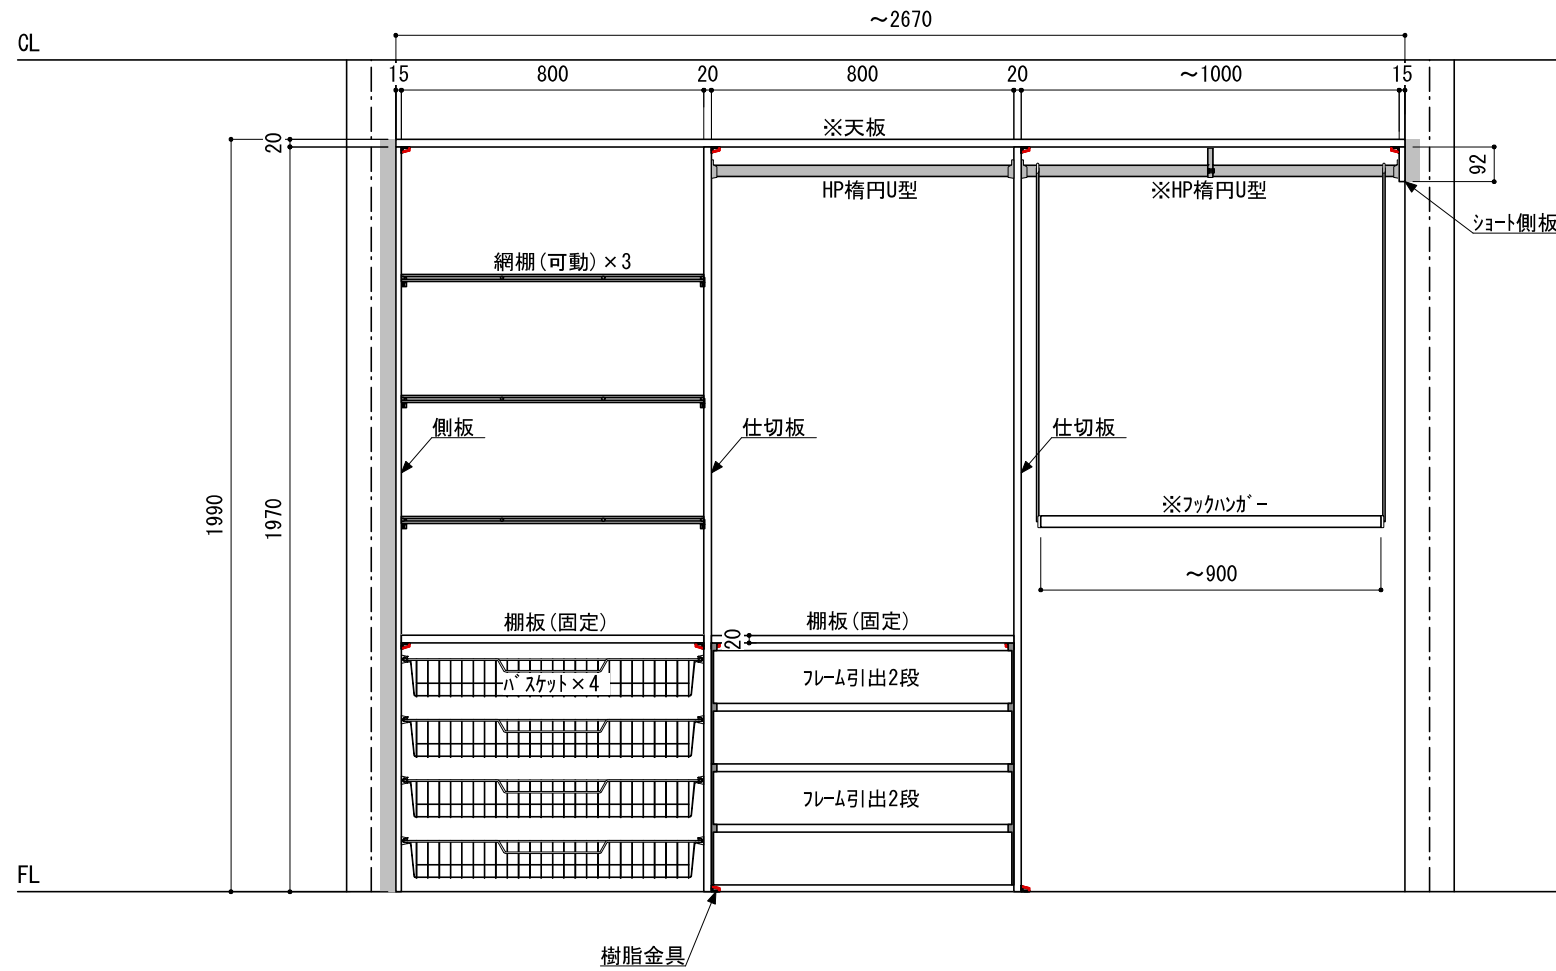 ～2670
CL
15
800
20
800
20
～1000
15
※天板
20
92
HP楕円U型
※HP楕円U型
ｼｮｰﾄ側板
網棚(可動)×3
側板
仕切板
仕切板
1990
1970
※ﾌｯｸﾊﾝｶﾞｰ
～900
棚板(固定)
棚板(固定)
20
ﾊﾞｽｹｯﾄ×4
ﾌﾚｰﾑ引出2段
ﾌﾚｰﾑ引出2段
FL
樹脂金具